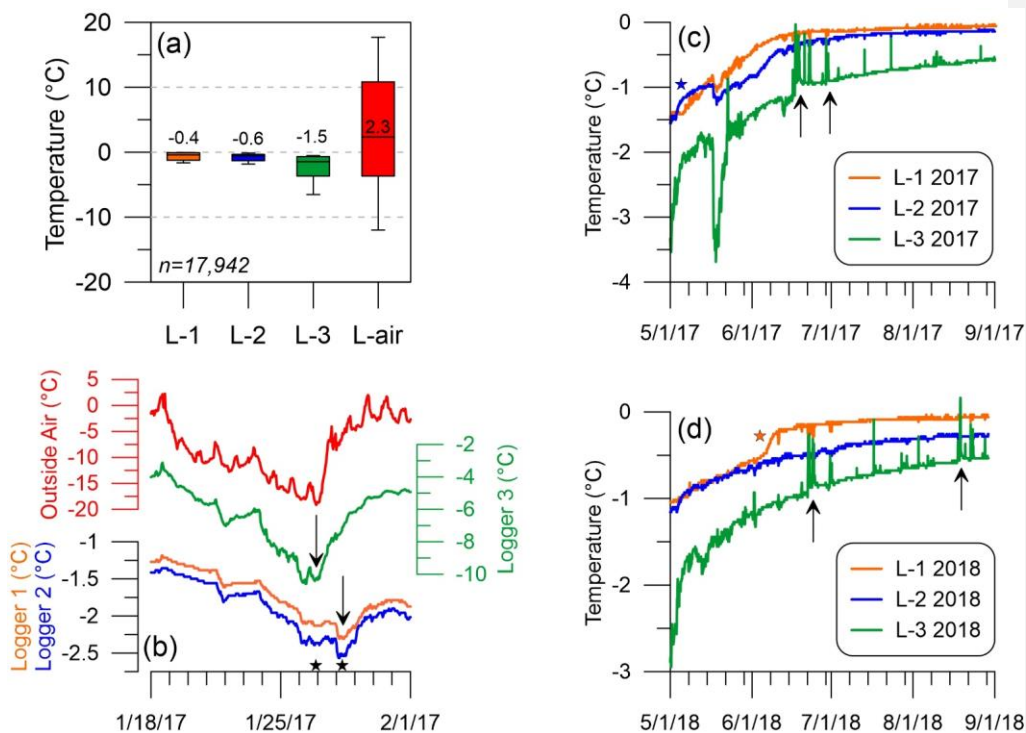 (a)
Temperature (°C)
20
10
0
-10
-20
-0.4
-0.6
-1.5
2.3
n=17,942
L-1
L-2
L-3
L-air
(b)
Outside Air (°C)
5
0
-5
-10
-15
-20
Logger 3 (°C)
-2
-4
-6
-8
-10
Logger 1 (°C)
Logger 2 (°C)
-1
-1.5
-2
-2.5
1/18/17
1/25/17
2/1/17
(c)
Temperature (°C)
0
-1
-2
-3
-4
L-1 2017
L-2 2017
L-3 2017
5/1/17
6/1/17
7/1/17
8/1/17
9/1/17
(d)
Temperature (°C)
0
-1
-2
-3
L-1 2018
L-2 2018
L-3 2018
5/1/18
6/1/18
7/1/18
8/1/18
9/1/18